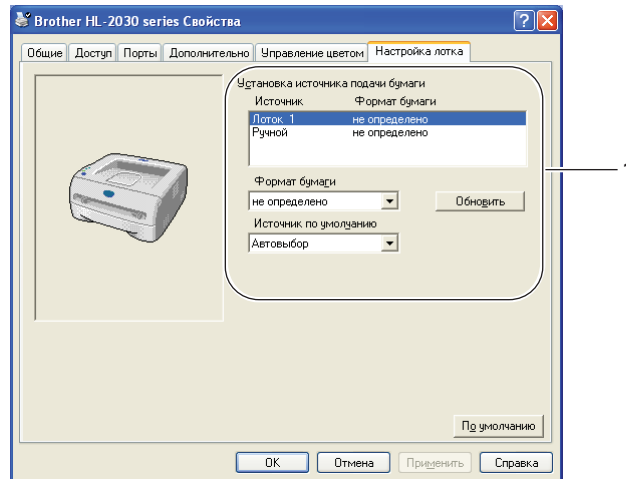 Brother HL-2030 series Свойства
Общие Доступ Порты Дополнительно Управление цветом Настройка лотка
Установка источника подачи бумаги
Источник Формат бумаги
Лоток 1 не определено
Ручной не определено
Формат бумаги
не определено Обновить
Источник по умолчанию
Автовыбор
По умолчанию
OK Отмена Применить Справка